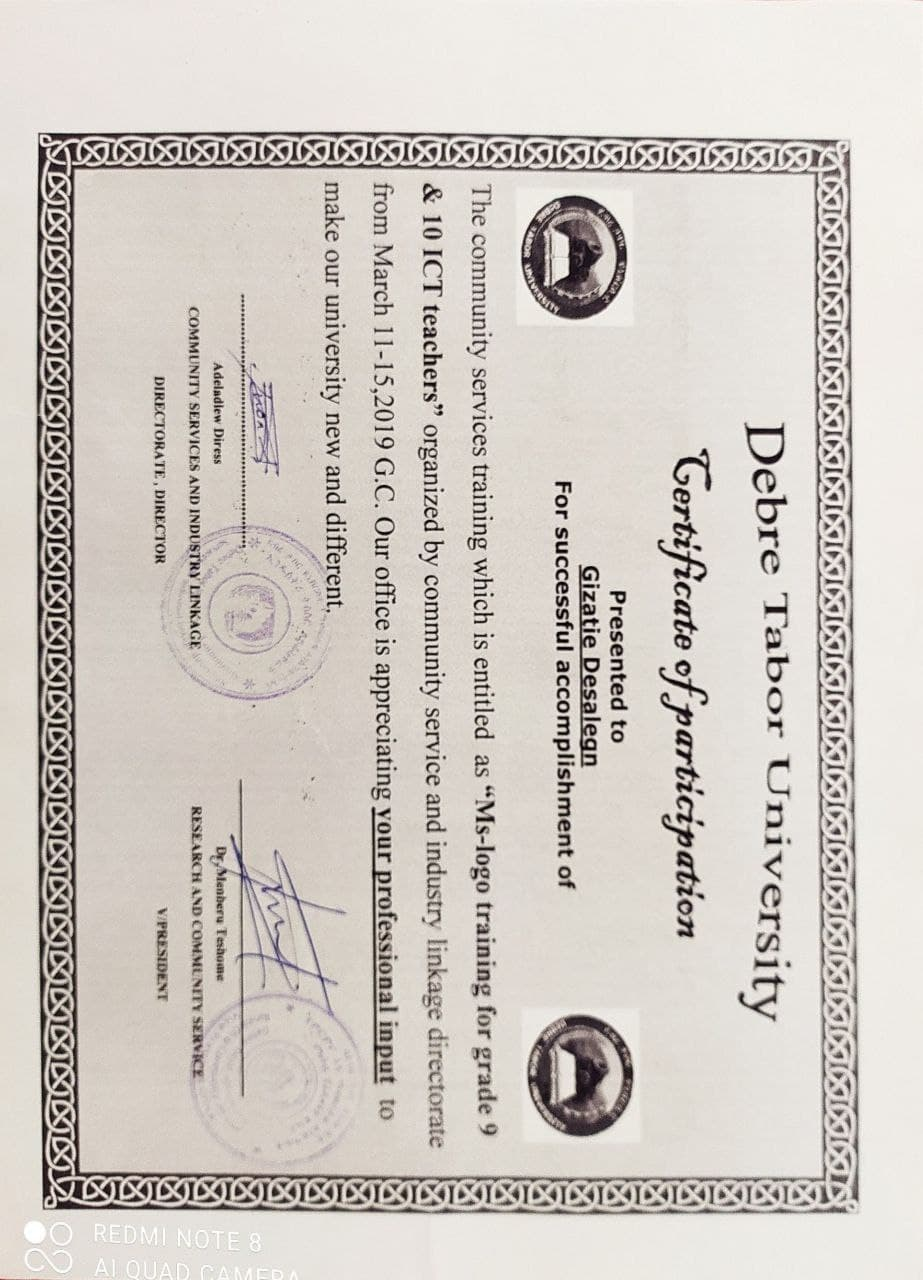 Debre Tabor University
Certificate of participation
Presented to
Gizatie Desalegn
For successful accomplishment of
The community services training which is entitled as “Ms-logo training for grade 9
& 10 ICT teachers” organized by community service and industry linkage directorate
from March 11-15,2019 G.C. Our office is appreciating your professional input to
make our university new and different,
Adeladlew Diress
COMMUNITY SERVICES AND INDUSTRY LINKAGE
DIRECTORATE , DIRECTOR
Dr. Menberu Teshome
RESEARCH AND COMMUNITY SERVICE
V/PRESIDENT
REDMI NOTE 8
AI QUAD CAMERA